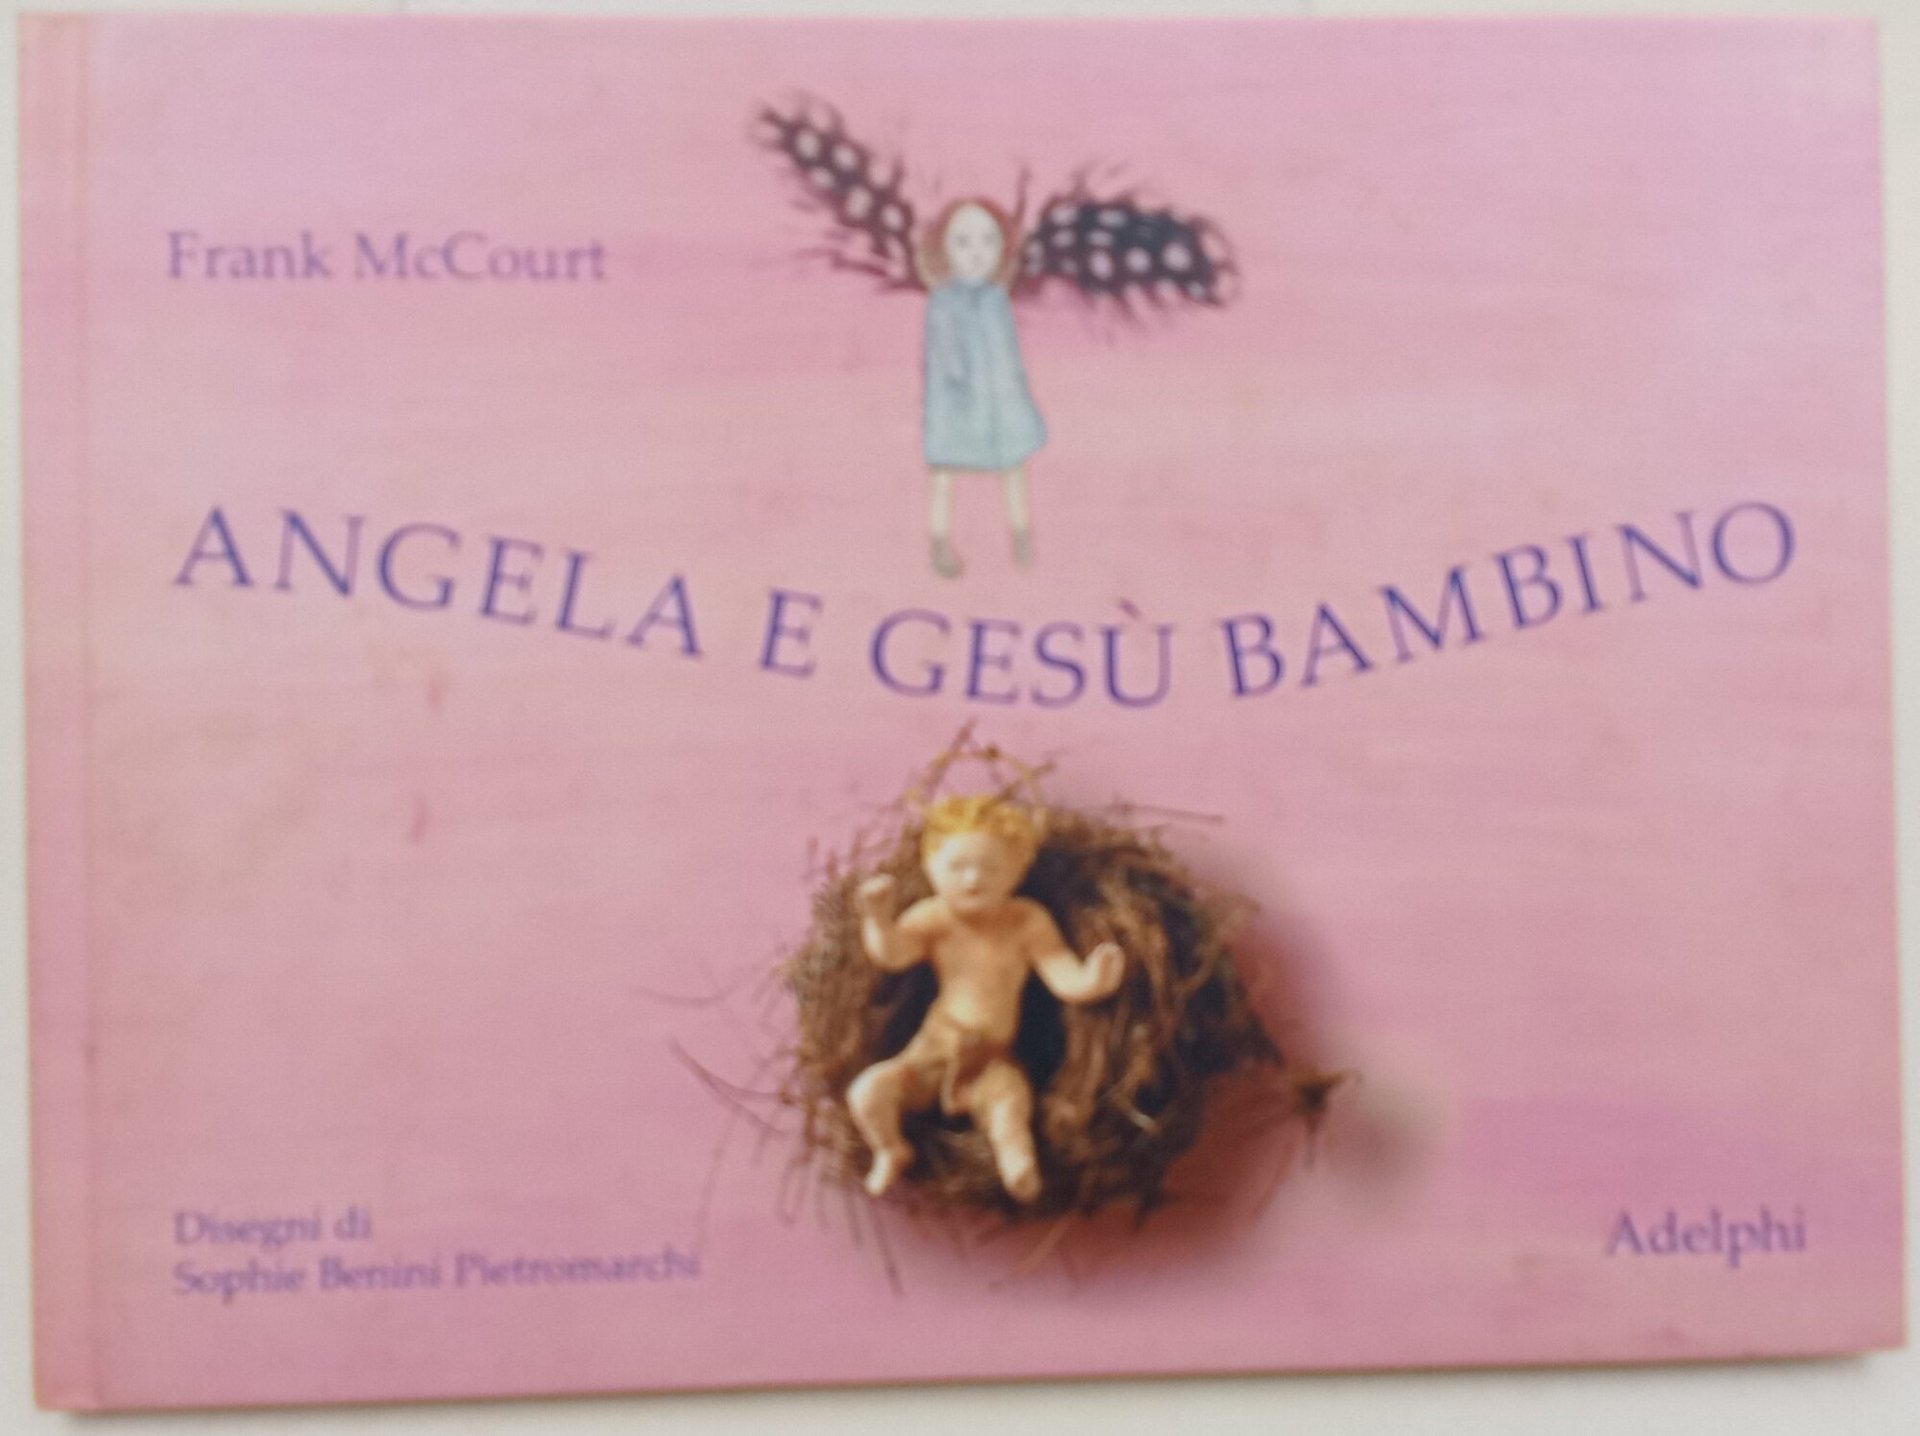 Frank McCourt
ANGELA E GESÙ BAMBINO
Disegni di
Sophie Benini Pietromarchi
Adelphi